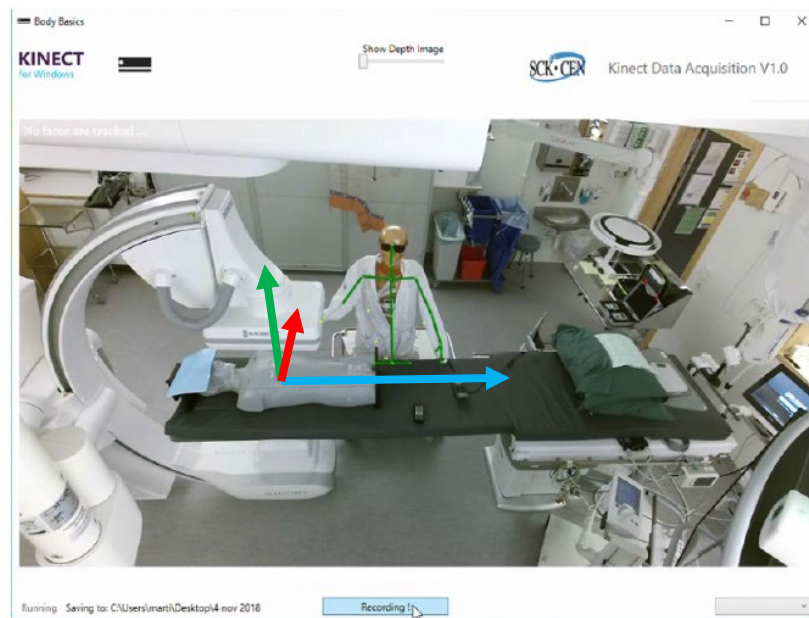 Body Basics
KINECT
for Windows
Show Depth Image
SCK•CEN
Kinect Data Acquisition V1.0
No faces are tracked ...
Running Saving to: C:\Users\marti\Desktop\4 nov 2018
Recording !